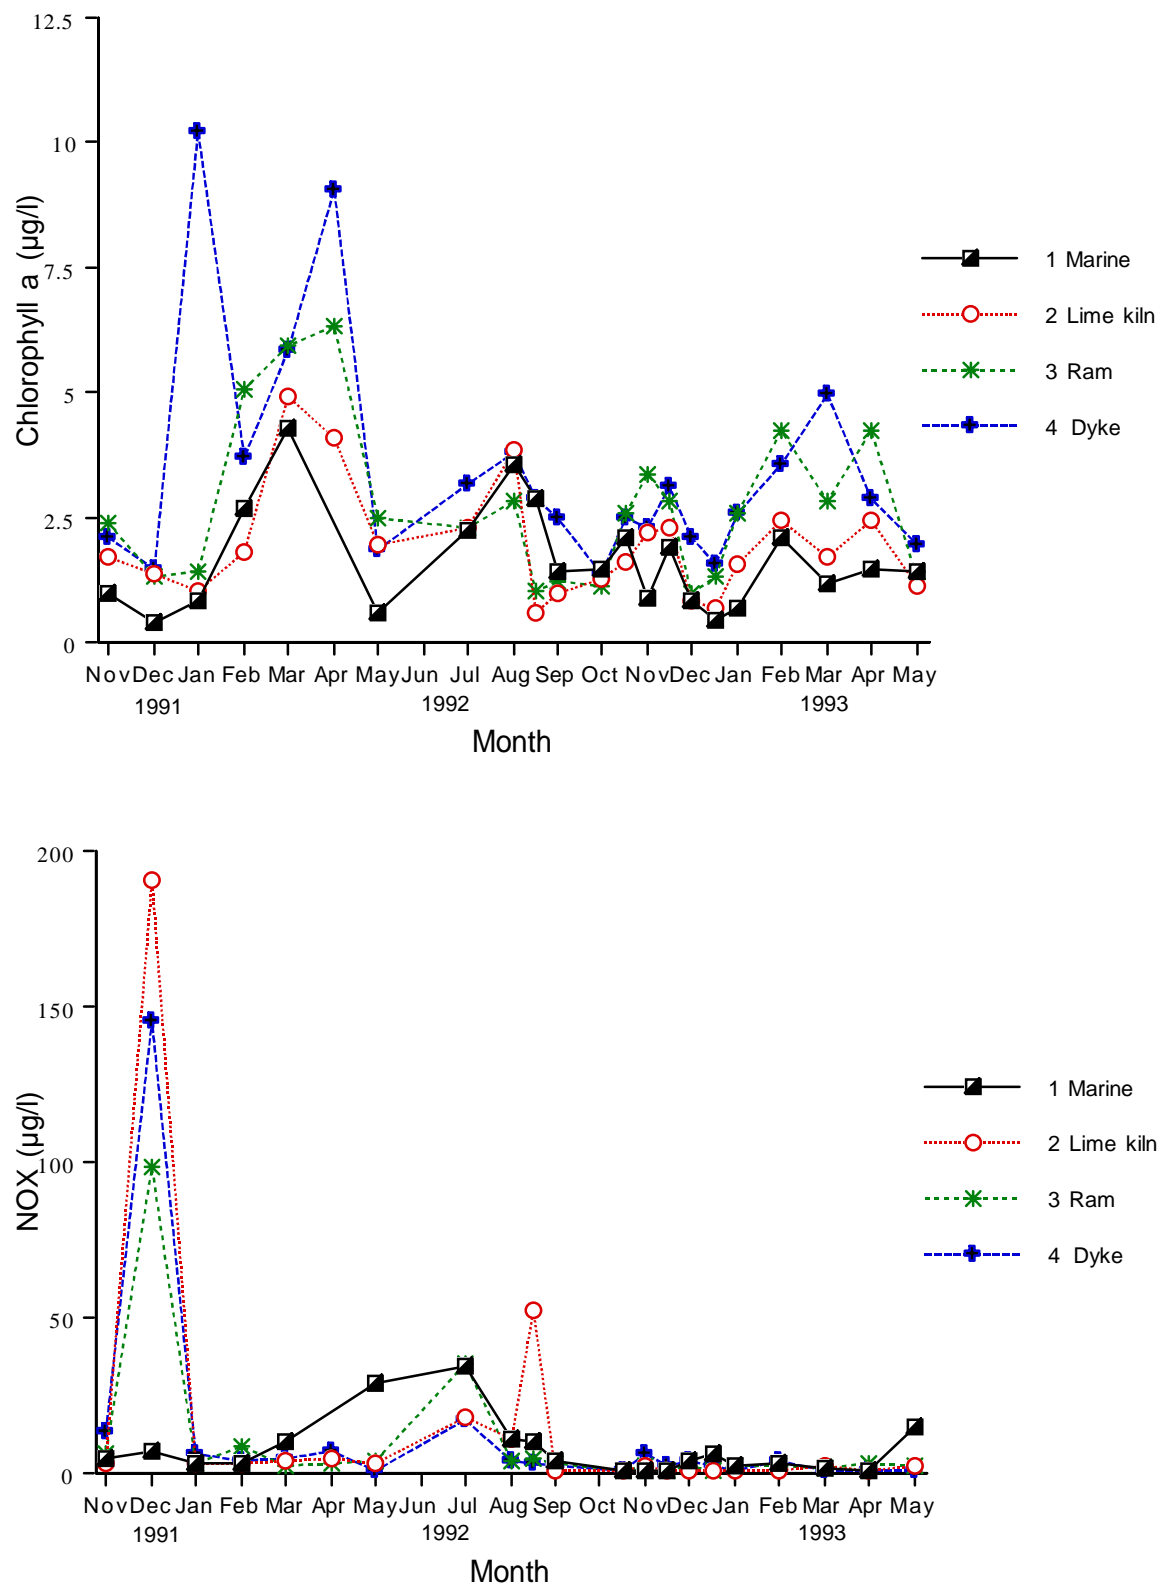 12.5
10
7.5
5
2.5
0
Chlorophyll a (µg/l)
Nov Dec Jan Feb Mar Apr May Jun Jul Aug Sep Oct Nov Dec Jan Feb Mar Apr May
1991 1992 1993
Month
1 Marine
2 Lime kiln
3 Ram
4 Dyke
200
150
100
50
0
NOX (µg/l)
Nov Dec Jan Feb Mar Apr May Jun Jul Aug Sep Oct Nov Dec Jan Feb Mar Apr May
1991 1992 1993
Month
1 Marine
2 Lime kiln
3 Ram
4 Dyke